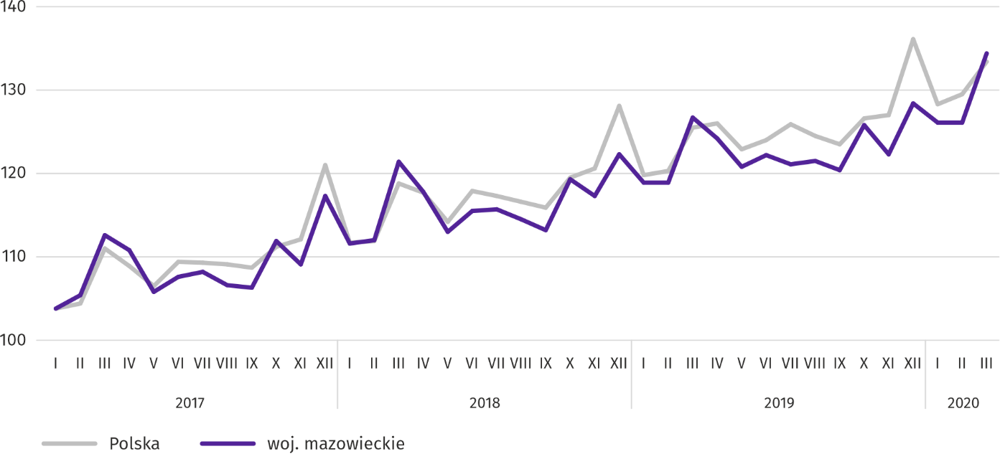 140
130
120
110
100
I II III IV V VI VII VIII IX X XI XII I II III IV V VI VII VIII IX X XI XII I II III IV V VI VII VIII IX X XI XII I II III
2017 2018 2019 2020
Polska woj. mazowieckie